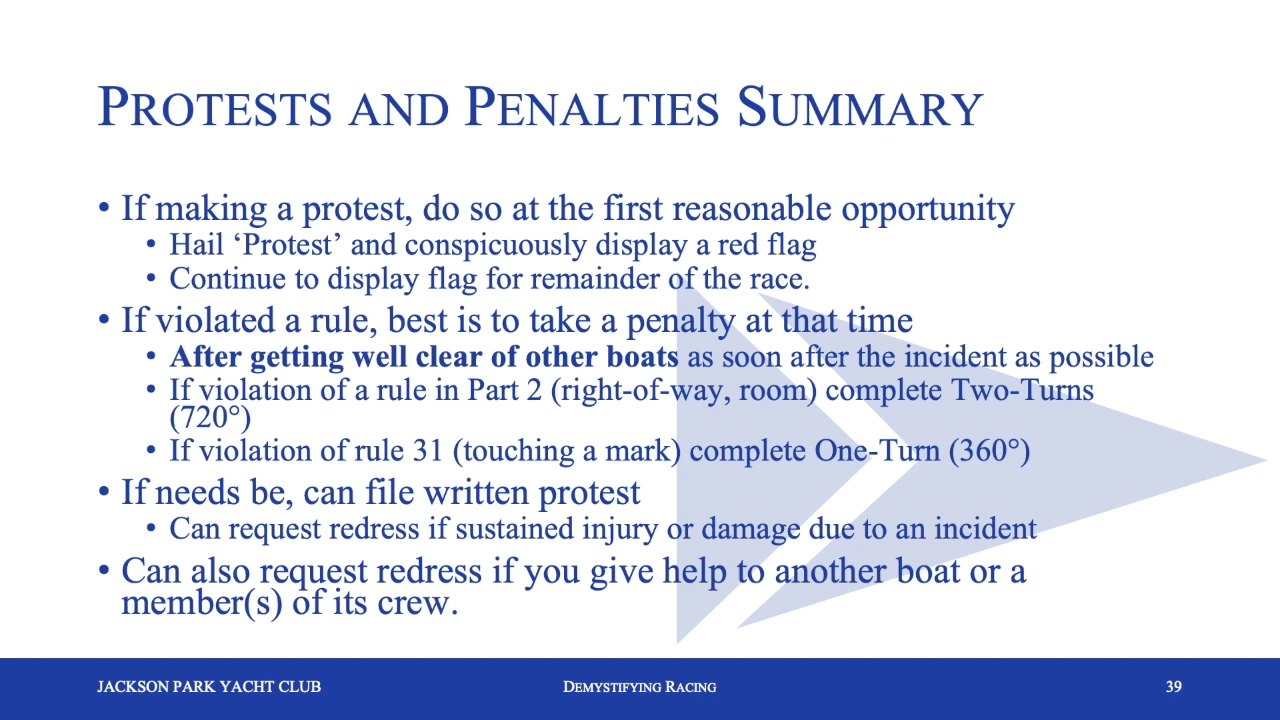 PROTESTS AND PENALTIES SUMMARY
• If making a protest, do so at the first reasonable opportunity
• Hail ‘Protest’ and conspicuously display a red flag
• Continue to display flag for remainder of the race.
• If violated a rule, best is to take a penalty at that time
• After getting well clear of other boats as soon after the incident as possible
• If violation of a rule in Part 2 (right-of-way, room) complete Two-Turns
(720°)
• If violation of rule 31 (touching a mark) complete One-Turn (360°)
• If needs be, can file written protest
• Can request redress if sustained injury or damage due to an incident
• Can also request redress if you give help to another boat or a
member(s) of its crew.
JACKSON PARK YACHT CLUB
DEMYSTIFYING RACING
39